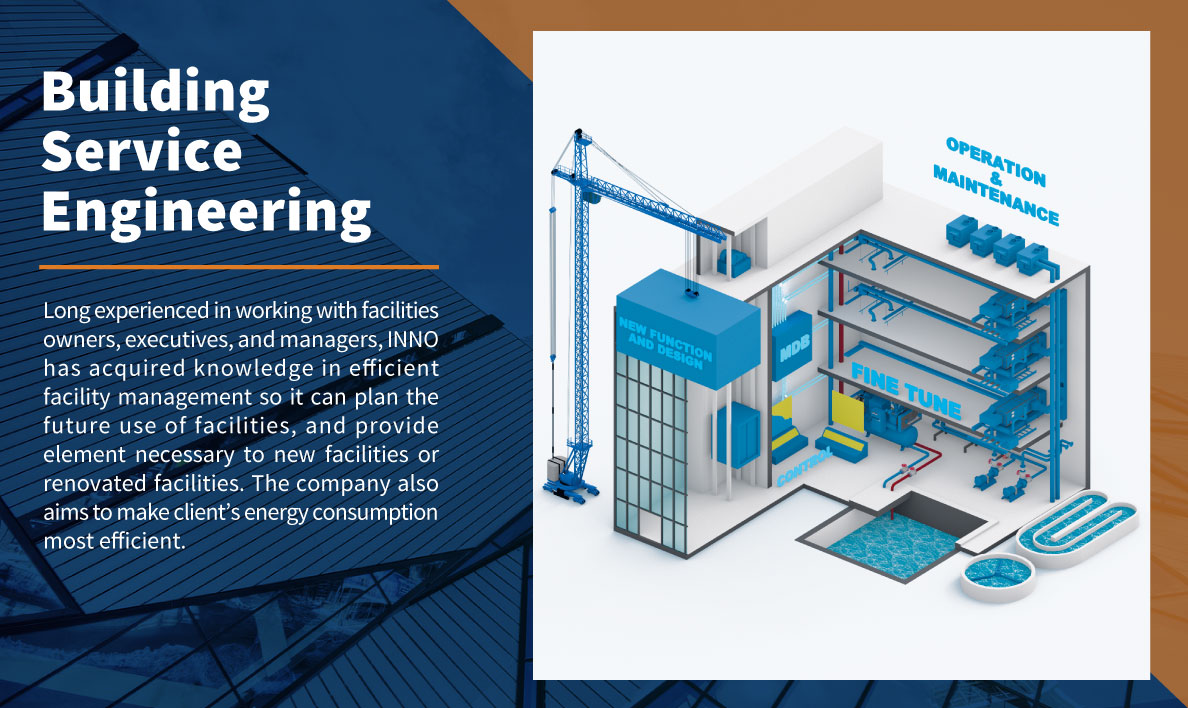 Building
Service
Engineering
Long experienced in working with facilities
owners, executives, and managers, INNO
has acquired knowledge in efficient
facility management so it can plan the
future use of facilities, and provide
element necessary to new facilities or
renovated facilities. The company also
aims to make client’s energy consumption
most efficient.
OPERATION
&
MAINTENANCE
NEW FUNCTION
AND DESIGN
MDB
FINE TUNE
CONTROL